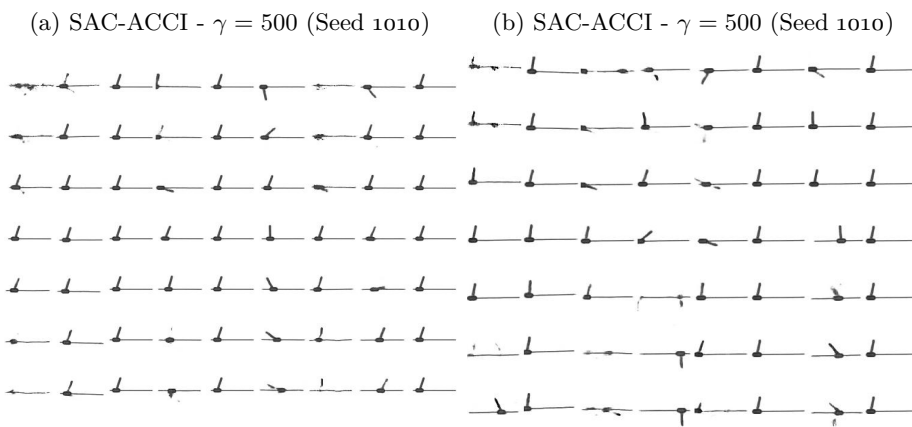 (a) SAC-ACCI - γ = 500 (Seed 1010)
(b) SAC-ACCI - γ = 500 (Seed 1010)